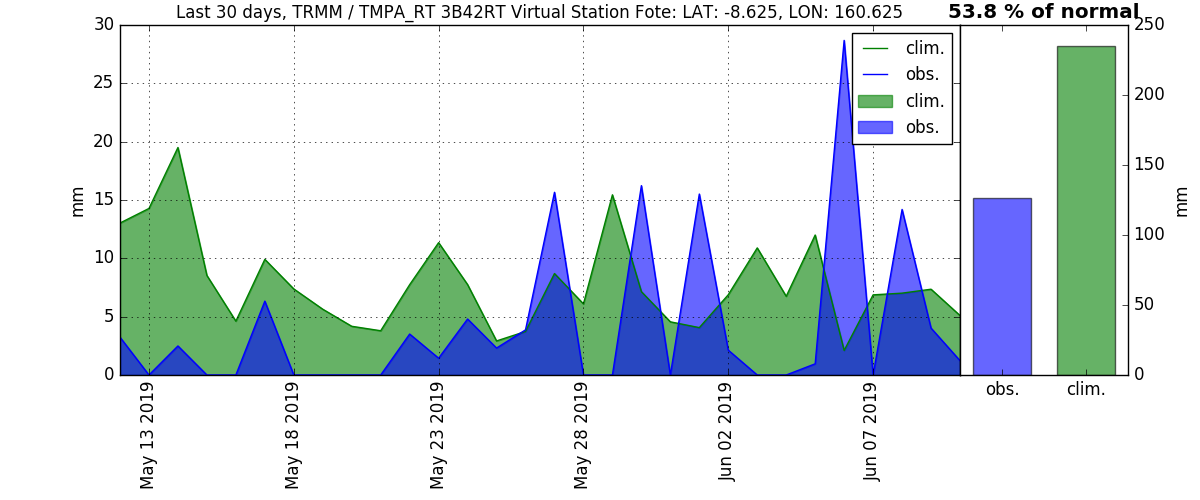 Last 30 days, TRMM / TMPA_RT 3B42RT Virtual Station Fote: LAT: -8.625, LON: 160.625
53.8 % of normal
30
25
20
15
10
5
0
mm
clim.
obs.
clim.
obs.
May 13 2019
May 18 2019
May 23 2019
May 28 2019
Jun 02 2019
Jun 07 2019
250
200
150
100
50
0
mm
obs.
clim.